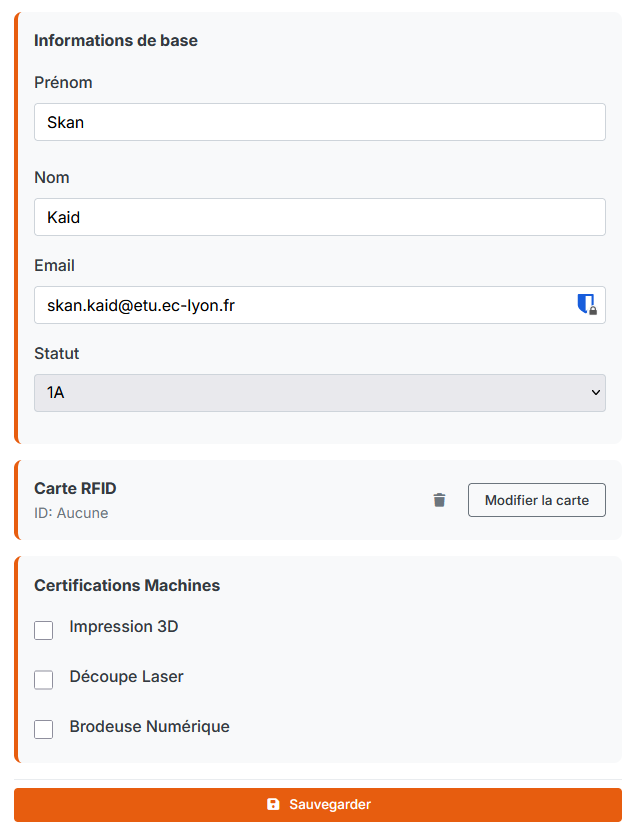 Informations de base
Prénom
Skan
Nom
Kaid
Email
skan.kaid@etu.ec-lyon.fr
Statut
1A
Carte RFID
ID: Aucune
Modifier la carte
Certifications Machines
Impression 3D
Découpe Laser
Brodeuse Numérique
Sauvegarder